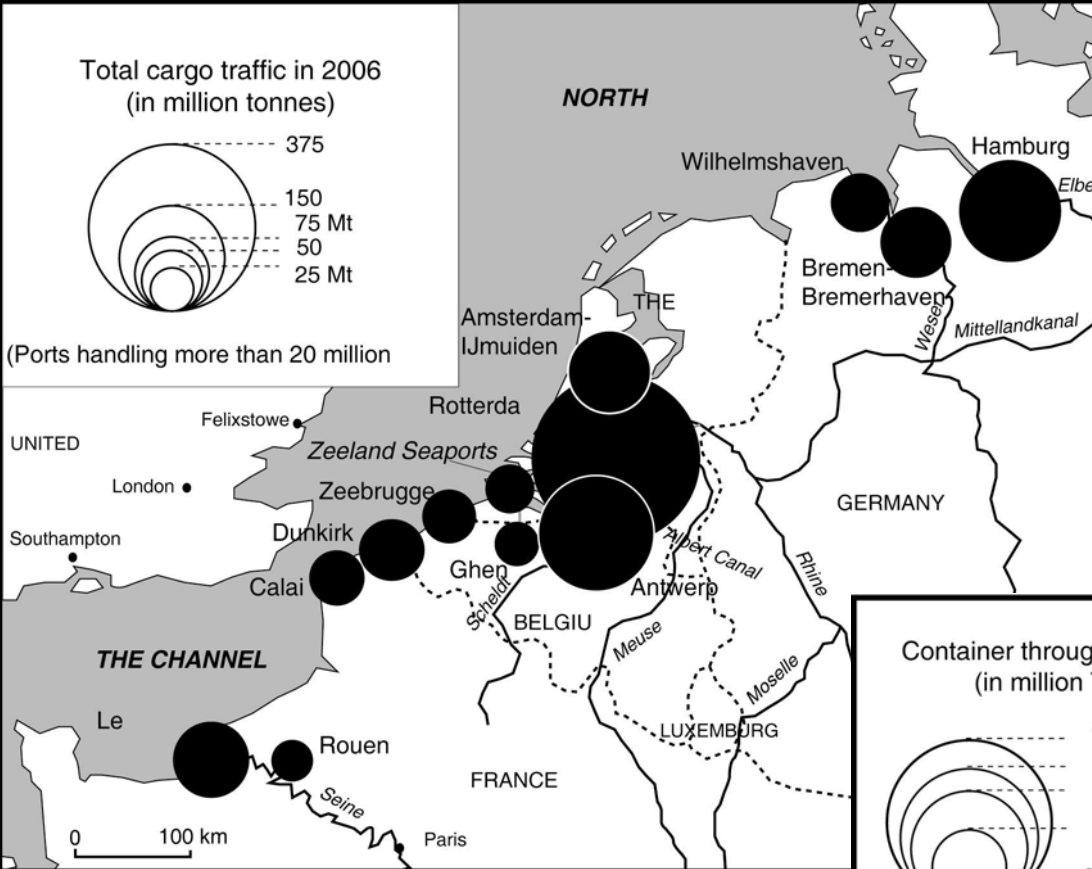 Total cargo traffic in 2006
(in million tonnes)
375
150
75 Mt
50
25 Mt
(Ports handling more than 20 million
NORTH
Hamburg
Wilhelmshaven
Elbe
Bremen-
Bremerhaven
Weser
Mittellandkanal
THE
Amsterdam-
IJmuiden
Rotterda
Felixstowe
UNITED
Zeeland Seaports
London
Zeebrugge
GERMANY
Southampton
Dunkirk
Albert Canal
Ghen
Calai
Antwerp
Rhine
Scheldt
BELGIU
Meuse
THE CHANNEL
Moselle
Container throug
(in million
Le
LUXEMBURG
Rouen
FRANCE
Seine
0 100 km
Paris